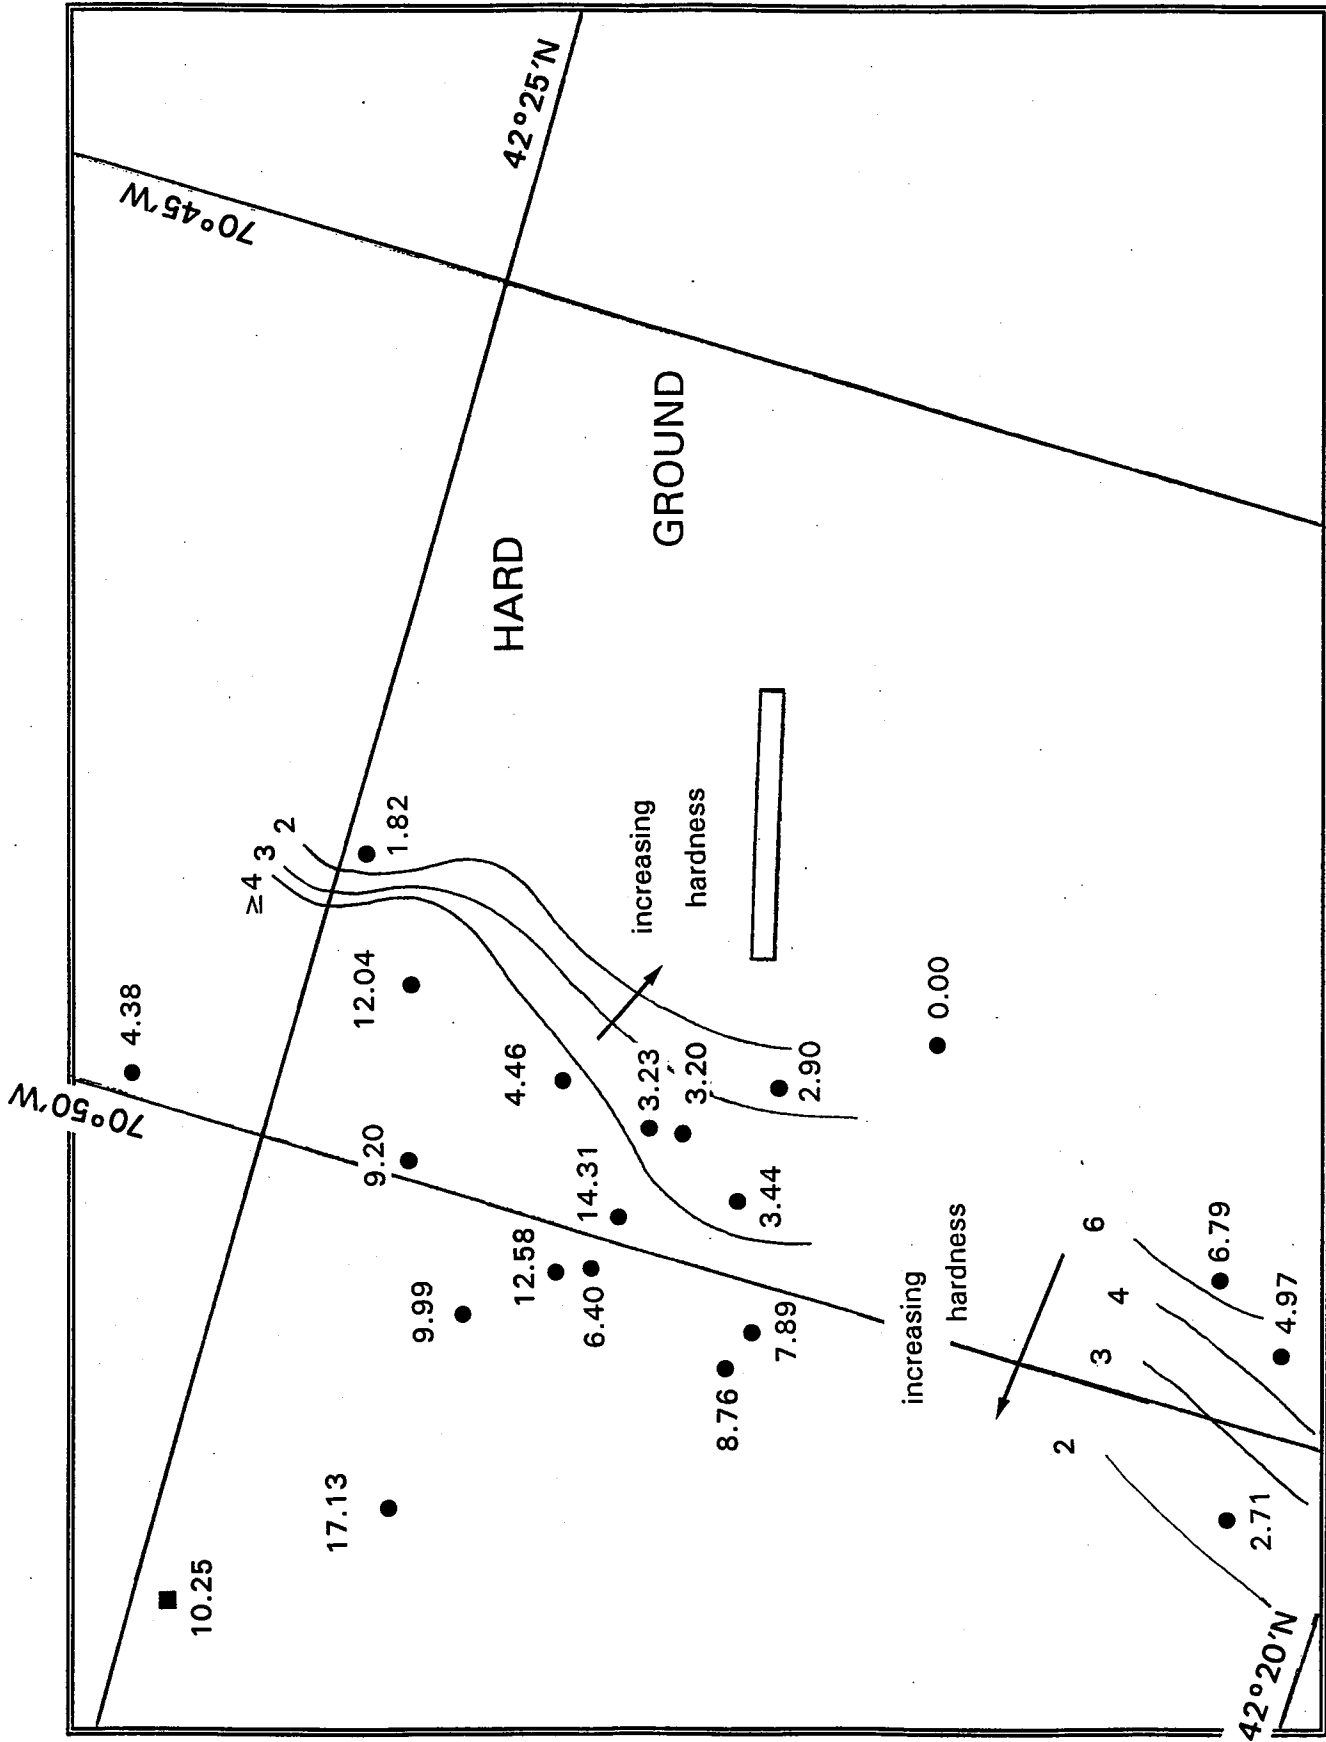 70°50'W
4.38
70°45'W
42°25'N
≥4
3
2
1.82
12.04
9.20
4.46
HARD
GROUND
increasing
hardness
3.23
3.20
2.90
0.00
14.31
3.44
12.58
6.40
9.99
17.13
10.25
8.76
7.89
increasing
hardness
6
4
3
2
6.79
4.97
2.71
42°20'N